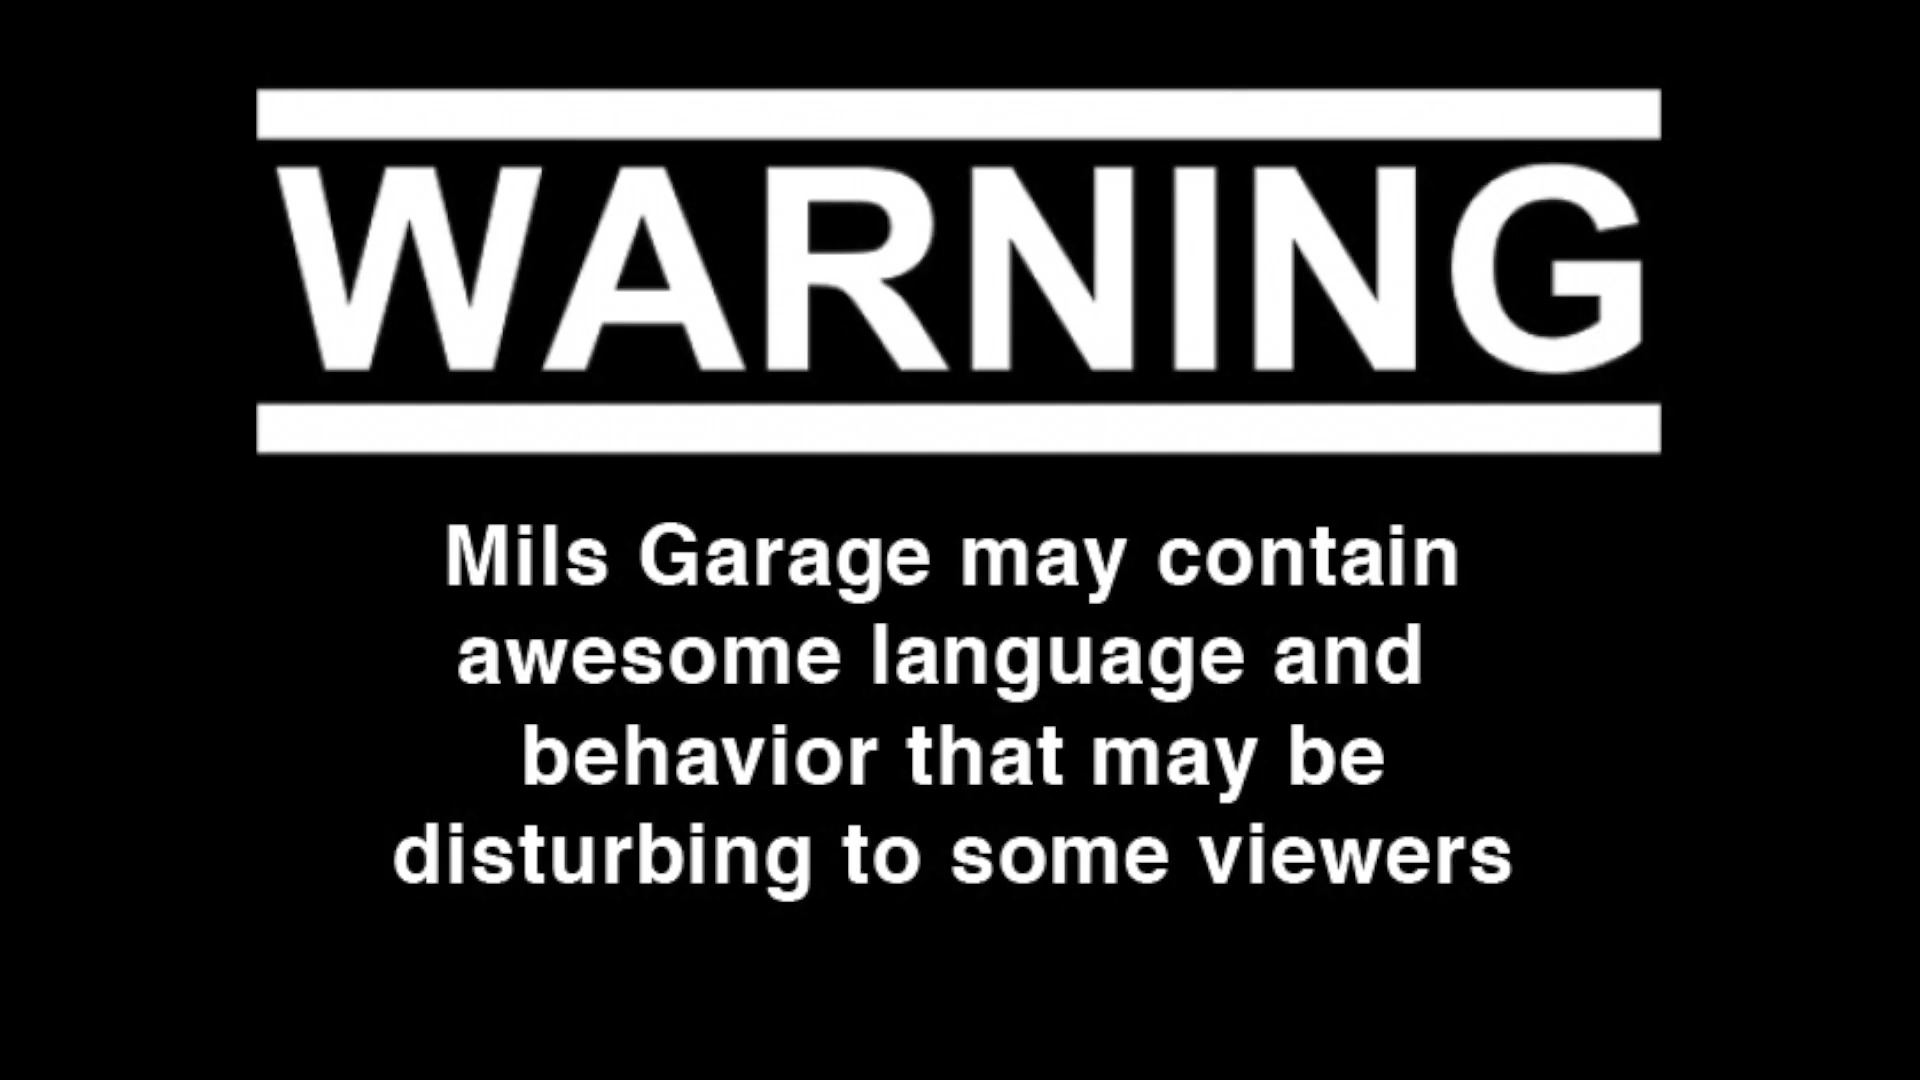 WARNING
Mils Garage may contain
awesome language and
behavior that may be
disturbing to some viewers